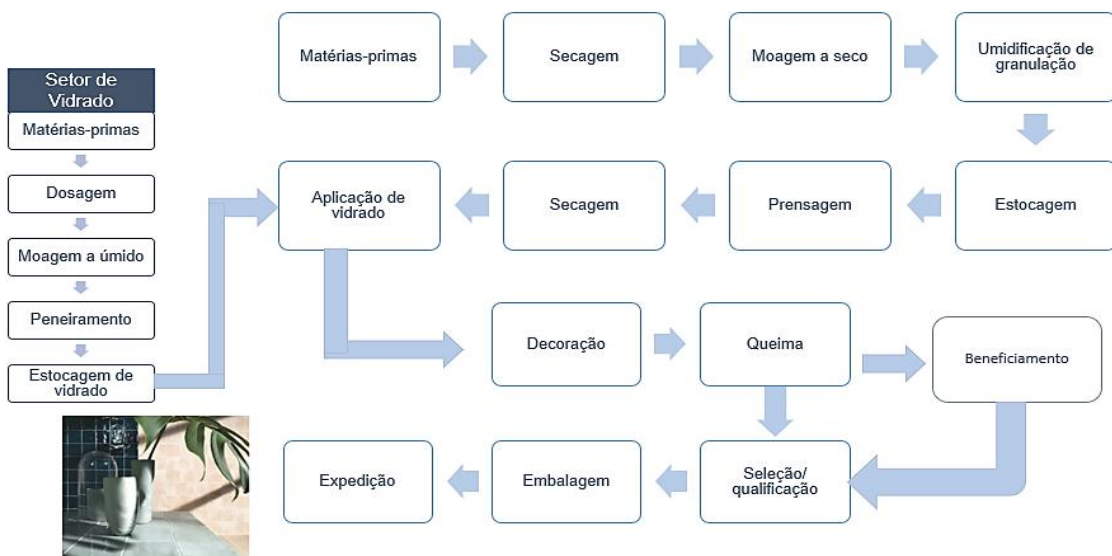 Matérias-primas
Secagem
Moagem a seco
Umidificação de
granulação
Setor de
Vidrado
Matérias-primas
Dosagem
Moagem a úmido
Peneiramento
Estocagem de
vidrado
Aplicação de
vidrado
Secagem
Prensagem
Estocagem
Decoração
Queima
Beneficiamento
Expedição
Embalagem
Seleção/
qualificação